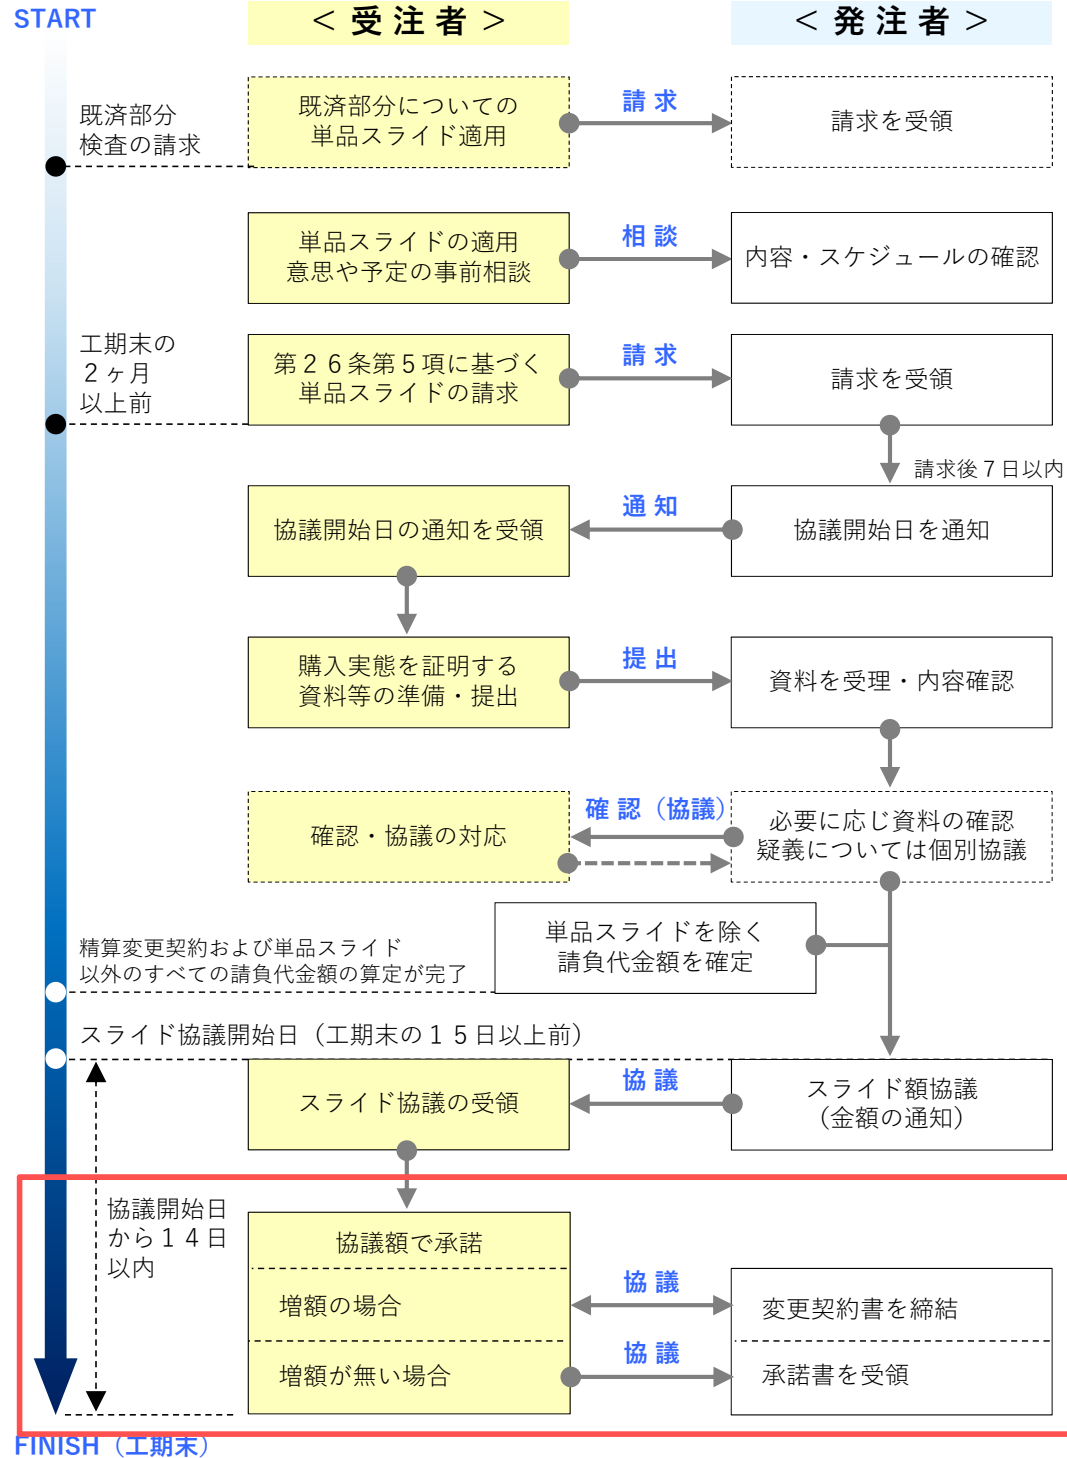 START
＜ 受 注 者 ＞
＜ 発 注 者 ＞
既済部分
検査の請求
既済部分についての
単品スライド適用
請 求
請求を受領
単品スライドの適用
意思や予定の事前相談
相 談
内容・スケジュールの確認
工期末の
２ヶ月
以上前
第２６条第５項に基づく
単品スライドの請求
請 求
請求を受領
請求後７日以内
協議開始日の通知を受領
通 知
協議開始日を通知
購入実態を証明する
資料等の準備・提出
提 出
資料を受理・内容確認
確認・協議の対応
確 認（協議）
必要に応じ資料の確認
疑義については個別協議
精算変更契約および単品スライド
以外のすべての請負代金額の算定が完了
単品スライドを除く
請負代金額を確定
スライド協議開始日（工期末の１５日以上前）
スライド協議の受領
協 議
スライド額協議
（金額の通知）
協議開始日
から１４日
以内
協議額で承諾
増額の場合
協 議
変更契約書を締結
増額が無い場合
協 議
承諾書を受領
FINISH（工期末）